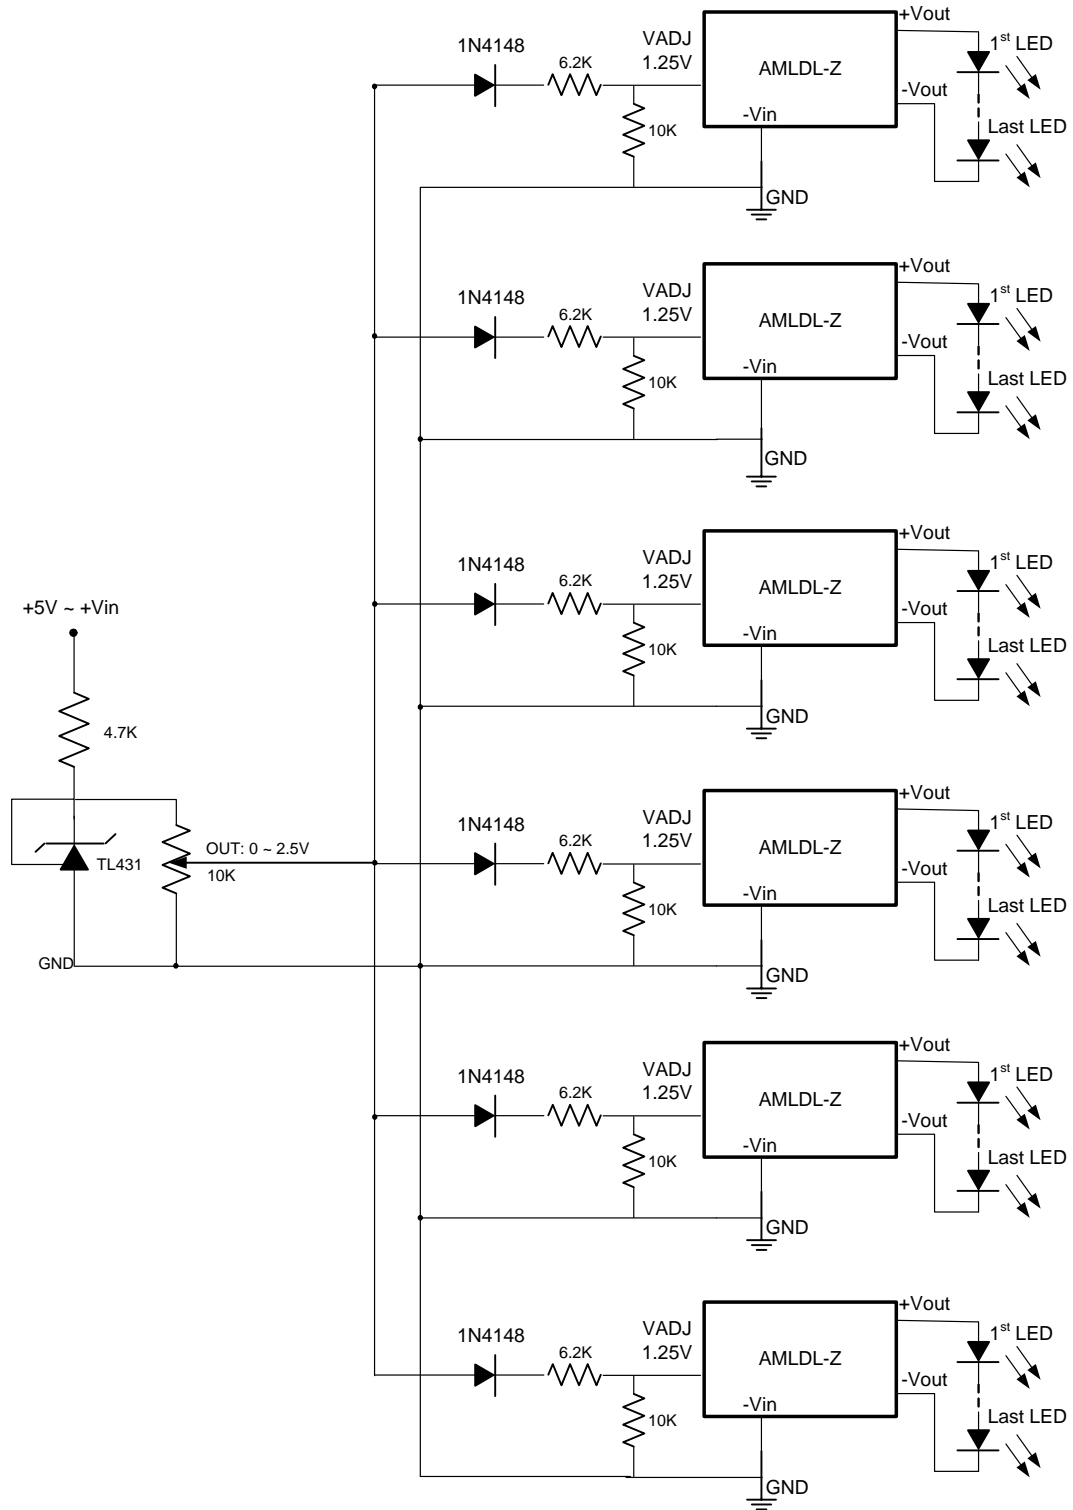 +Vout
1N4148
VADJ
1st LED
6.2K
1.25V
AMLDL-Z
-Vout
-Vin
10K
Last LED
GND
+Vout
1N4148
VADJ
1st LED
6.2K
1.25V
AMLDL-Z
-Vout
-Vin
10K
Last LED
GND
+Vout
1N4148
VADJ
1st LED
6.2K
1.25V
AMLDL-Z
-Vout
-Vin
10K
Last LED
GND
+5V ~ +Vin
4.7K
TL431
OUT: 0 ~ 2.5V
10K
GND
+Vout
1N4148
VADJ
1st LED
6.2K
1.25V
AMLDL-Z
-Vout
-Vin
10K
Last LED
GND
+Vout
1N4148
VADJ
1st LED
6.2K
1.25V
AMLDL-Z
-Vout
-Vin
10K
Last LED
GND
+Vout
1N4148
VADJ
1st LED
6.2K
1.25V
AMLDL-Z
-Vout
-Vin
10K
Last LED
GND